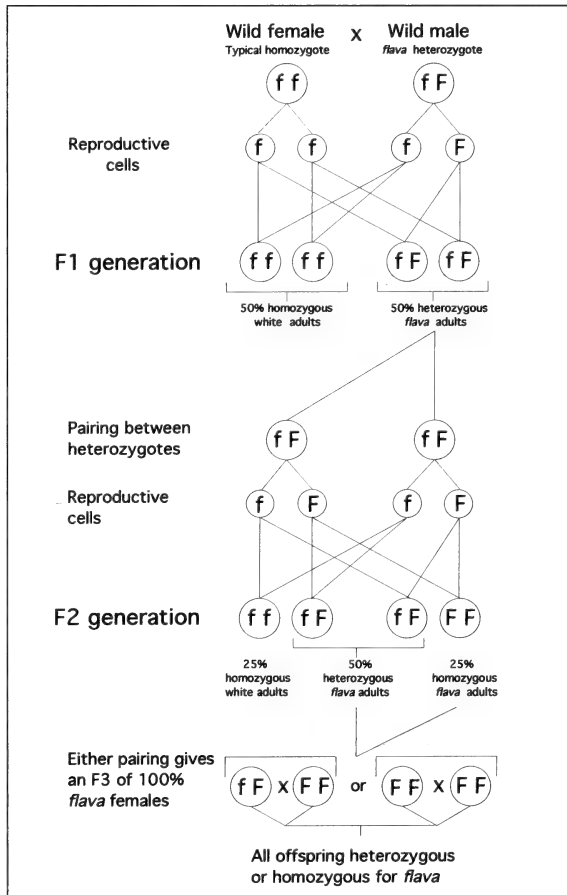 Wild female x Wild male
Typical homozygote flava heterozygote
f f f F
Reproductive
cells
f f f F
F1 generation
f f f f f F f F
50% homozygous
white adults
50% heterozygous
flava adults
Pairing between
heterozygotes
f F f F
Reproductive
cells
f F f F
F2 generation
f f f F f F F F
25%
homozygous
white adults
50%
heterozygous
flava adults
25%
homozygous
flava adults
Either pairing gives
an F3 of 100%
flava females
f F x F F or F F x F F
All offspring heterozygous
or homozygous for flava